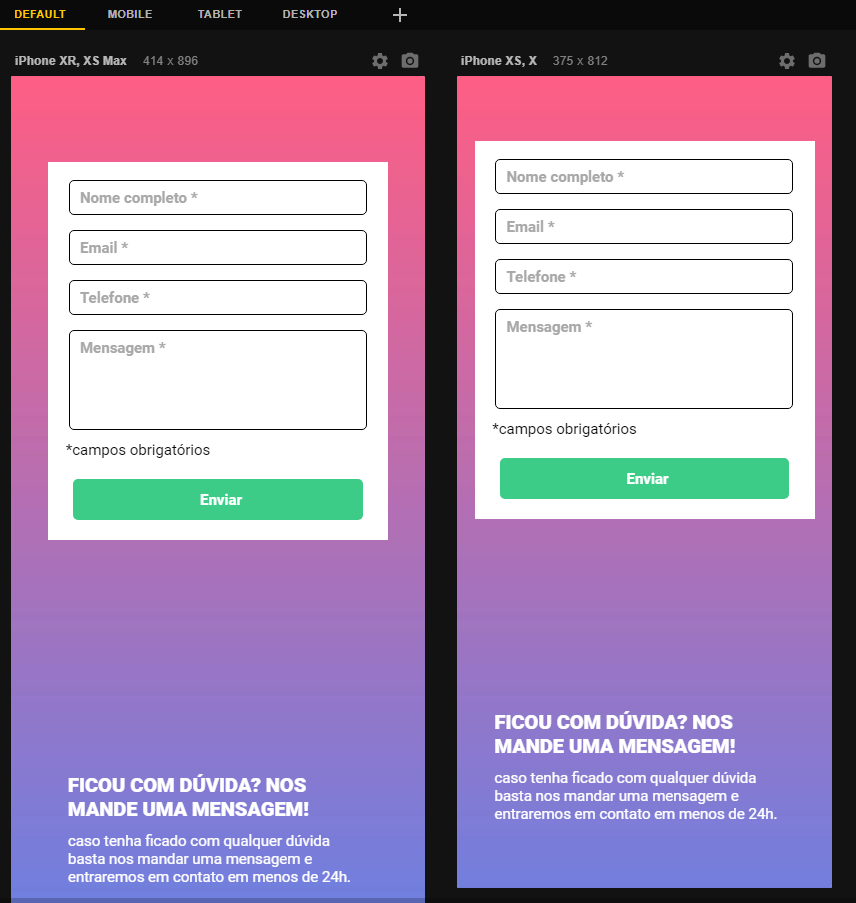 DEFAULT MOBILE TABLET DESKTOP
iPhone XR, XS Max 414 x 896
Nome completo *
Email *
Telefone *
Mensagem *
*campos obrigatórios
Enviar
FICOU COM DÚVIDA? NOS
MANDE UMA MENSAGEM!
caso tenha ficado com qualquer dúvida
basta nos mandar uma mensagem e
entraremos em contato em menos de 24h.
iPhone XS, X 375 x 812
Nome completo *
Email *
Telefone *
Mensagem *
*campos obrigatórios
Enviar
FICOU COM DÚVIDA? NOS
MANDE UMA MENSAGEM!
caso tenha ficado com qualquer dúvida
basta nos mandar uma mensagem e
entraremos em contato em menos de 24h.